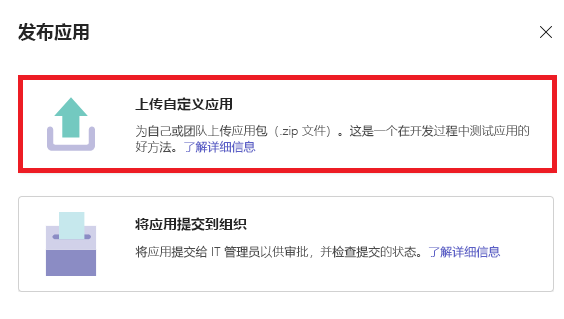 发布应用
上传自定义应用
为自己或团队上传应用包（.zip 文件）。这是一个在开发过程中测试应用的
好方法。了解详细信息
将应用提交到组织
将应用提交给 IT 管理员以供审批，并检查提交的状态。了解详细信息